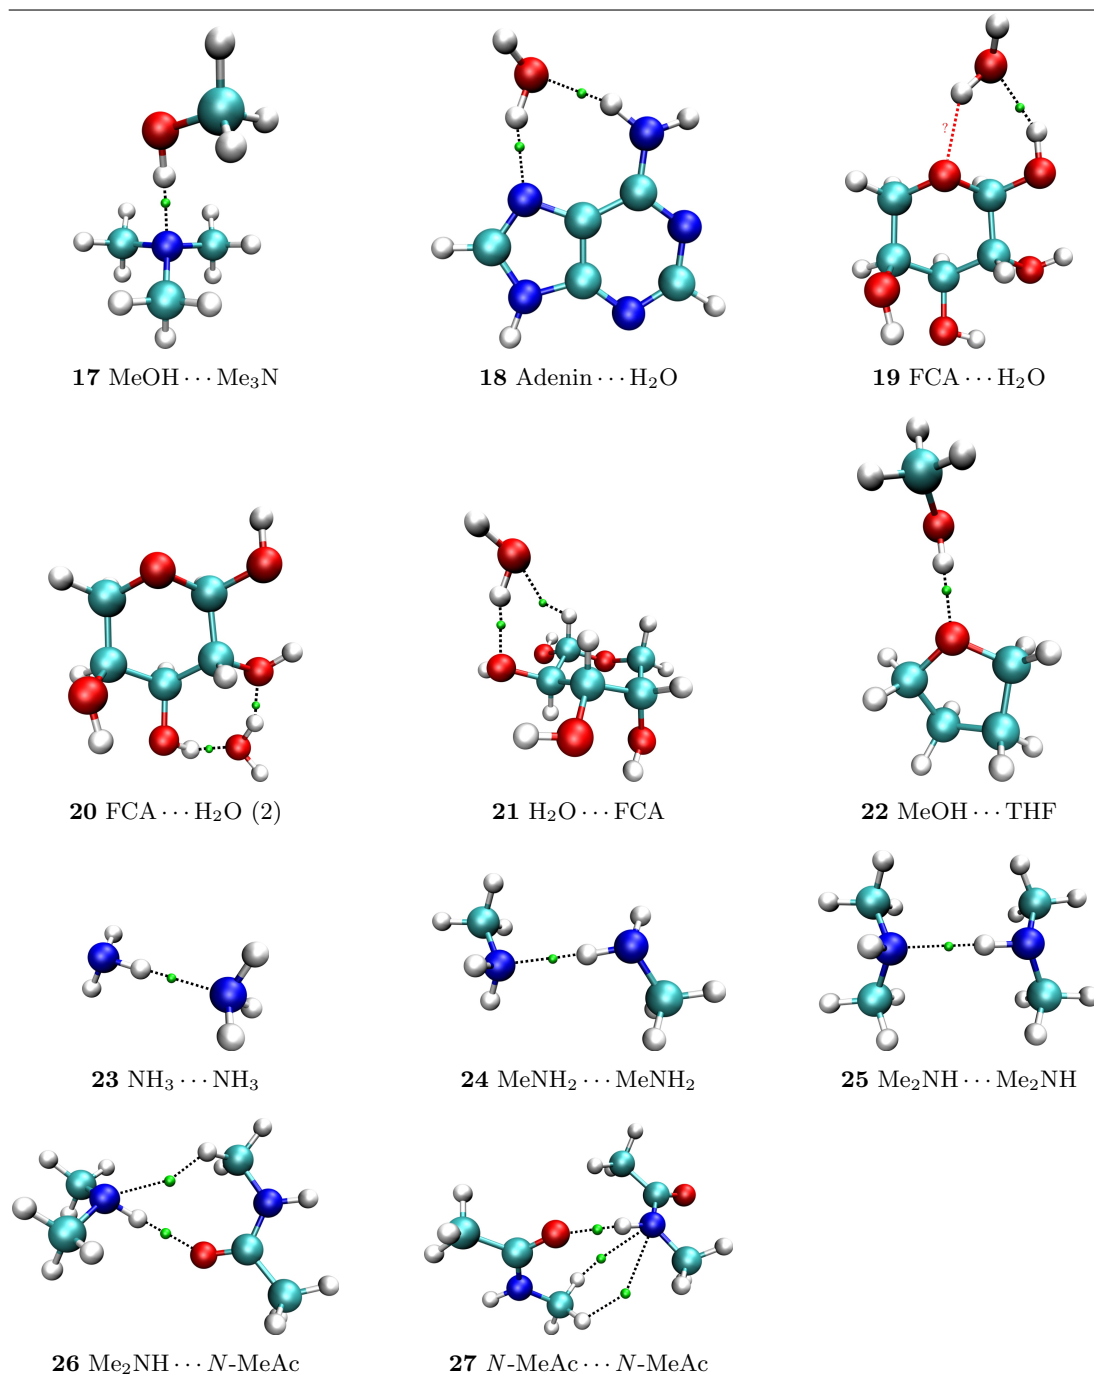 ?
17 MeOH··· Me₃N
18 Adenin···H₂O
19 FCA···H₂O
20 FCA···H₂O (2)
21 H₂O···FCA
22 MeOH···THF
23 NH₃···NH₃
24 MeNH₂···MeNH₂
25 Me₂NH···Me₂NH
26 Me₂NH···N-MeAc
27 N-MeAc···N-MeAc